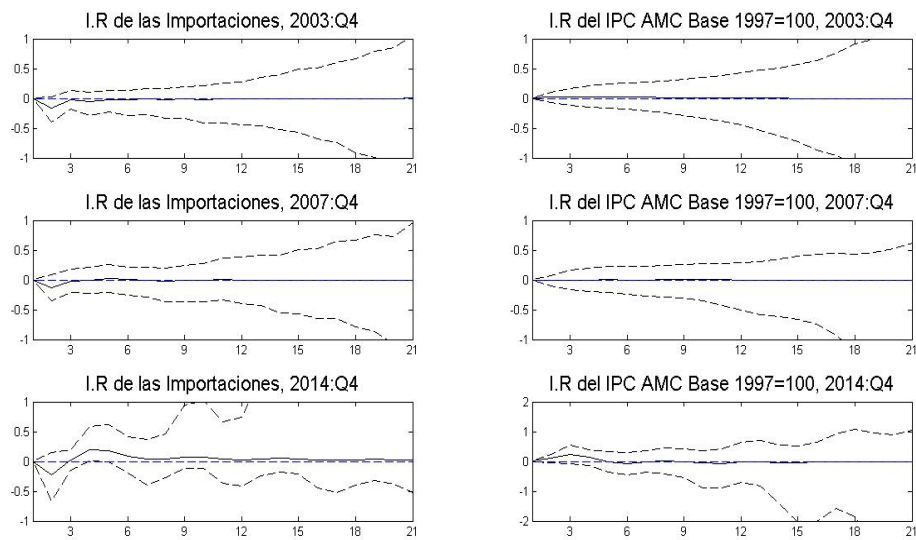 I.R de las Importaciones, 2003:Q4
1
0.5
0
-0.5
-1
3 6 9 12 15 18 21
I.R del IPC AMC Base 1997=100, 2003:Q4
1
0.5
0
-0.5
-1
3 6 9 12 15 18 21
I.R de las Importaciones, 2007:Q4
1
0.5
0
-0.5
-1
3 6 9 12 15 18 21
I.R del IPC AMC Base 1997=100, 2007:Q4
1
0.5
0
-0.5
-1
3 6 9 12 15 18 21
I.R de las Importaciones, 2014:Q4
1
0.5
0
-0.5
-1
3 6 9 12 15 18 21
I.R del IPC AMC Base 1997=100, 2014:Q4
2
1
0
-1
-2
3 6 9 12 15 18 21